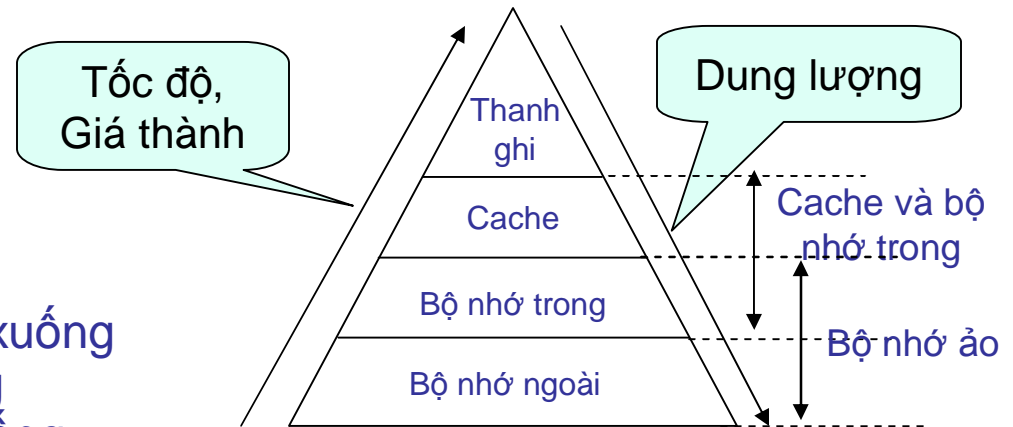 Tốc độ,
Giá thành
Dung lượng
Thanh
ghi
Cache
Cache và bộ
nhớ trong
Bộ nhớ trong
xuống
Bộ nhớ ảo
Bộ nhớ ngoài